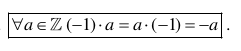 ∀a∈ℤ (−1)·a = a·(−1) = −a .